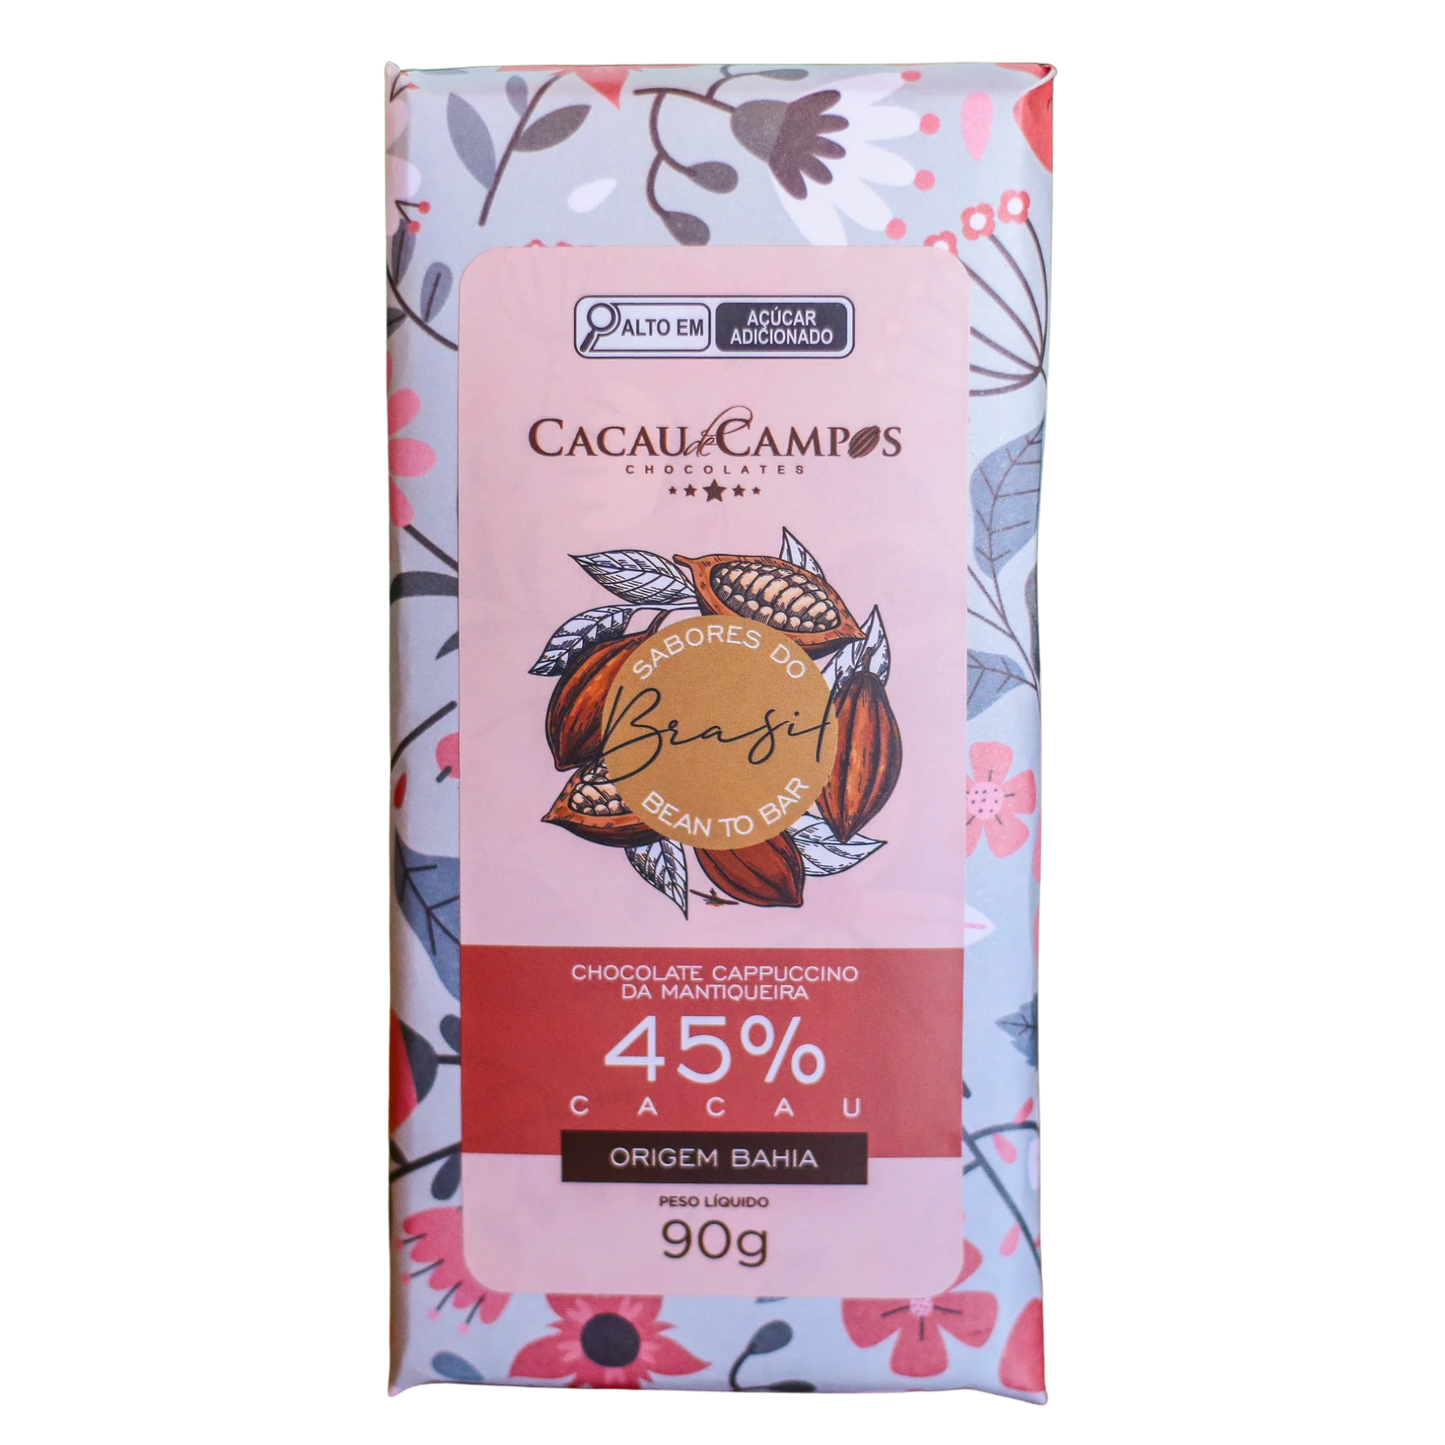 ALTO EM
AÇÚCAR
ADICIONADO
CACAU de CAMPOS
CHOCOLATES
SABORES DO
Brasil
BEAN TO BAR
CHOCOLATE CAPPUCCINO
DA MANTIQUEIRA
45%
CACAU
ORIGEM BAHIA
PESO LÍQUIDO
90g